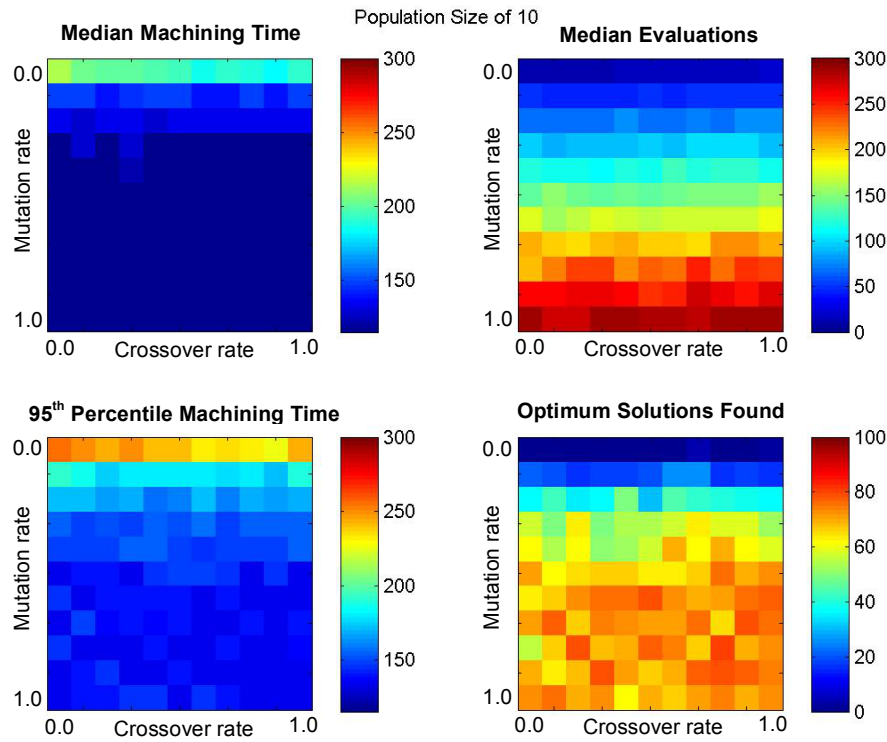 Population Size of 10
Median Machining Time
Median Evaluations
0.0
Mutation rate
1.0
0.0
Crossover rate
1.0
300
250
200
150
0.0
Mutation rate
1.0
0.0
Crossover rate
1.0
300
250
200
150
100
50
0
95th Percentile Machining Time
Optimum Solutions Found
0.0
Mutation rate
1.0
0.0
Crossover rate
1.0
300
250
200
150
0.0
Mutation rate
1.0
0.0
Crossover rate
1.0
100
80
60
40
20
0